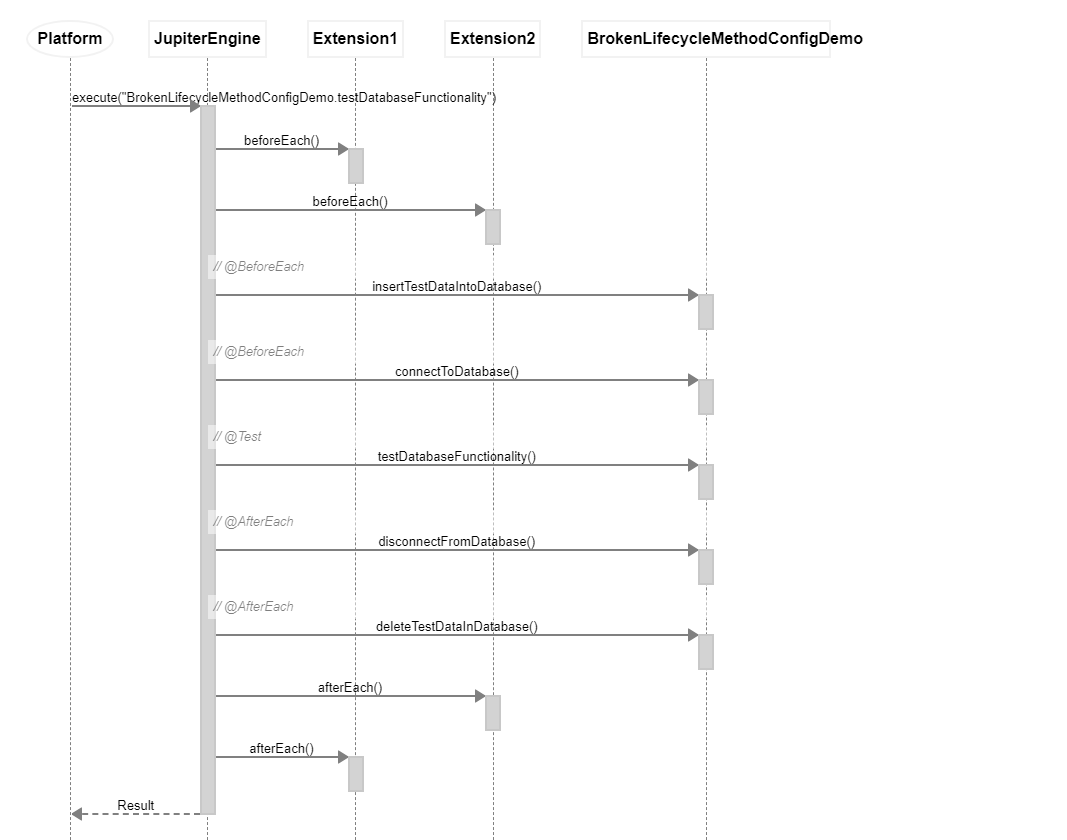 Platform JupiterEngine Extension1 Extension2 BrokenLifecycleMethodConfigDemo
execute("BrokenLifecycleMethodConfigDemo.testDatabaseFunctionality")
beforeEach()
beforeEach()
// @BeforeEach
insertTestDataIntoDatabase()
// @BeforeEach
connectToDatabase()
// @Test
testDatabaseFunctionality()
// @AfterEach
disconnectFromDatabase()
// @AfterEach
deleteTestDataInDatabase()
afterEach()
afterEach()
Result